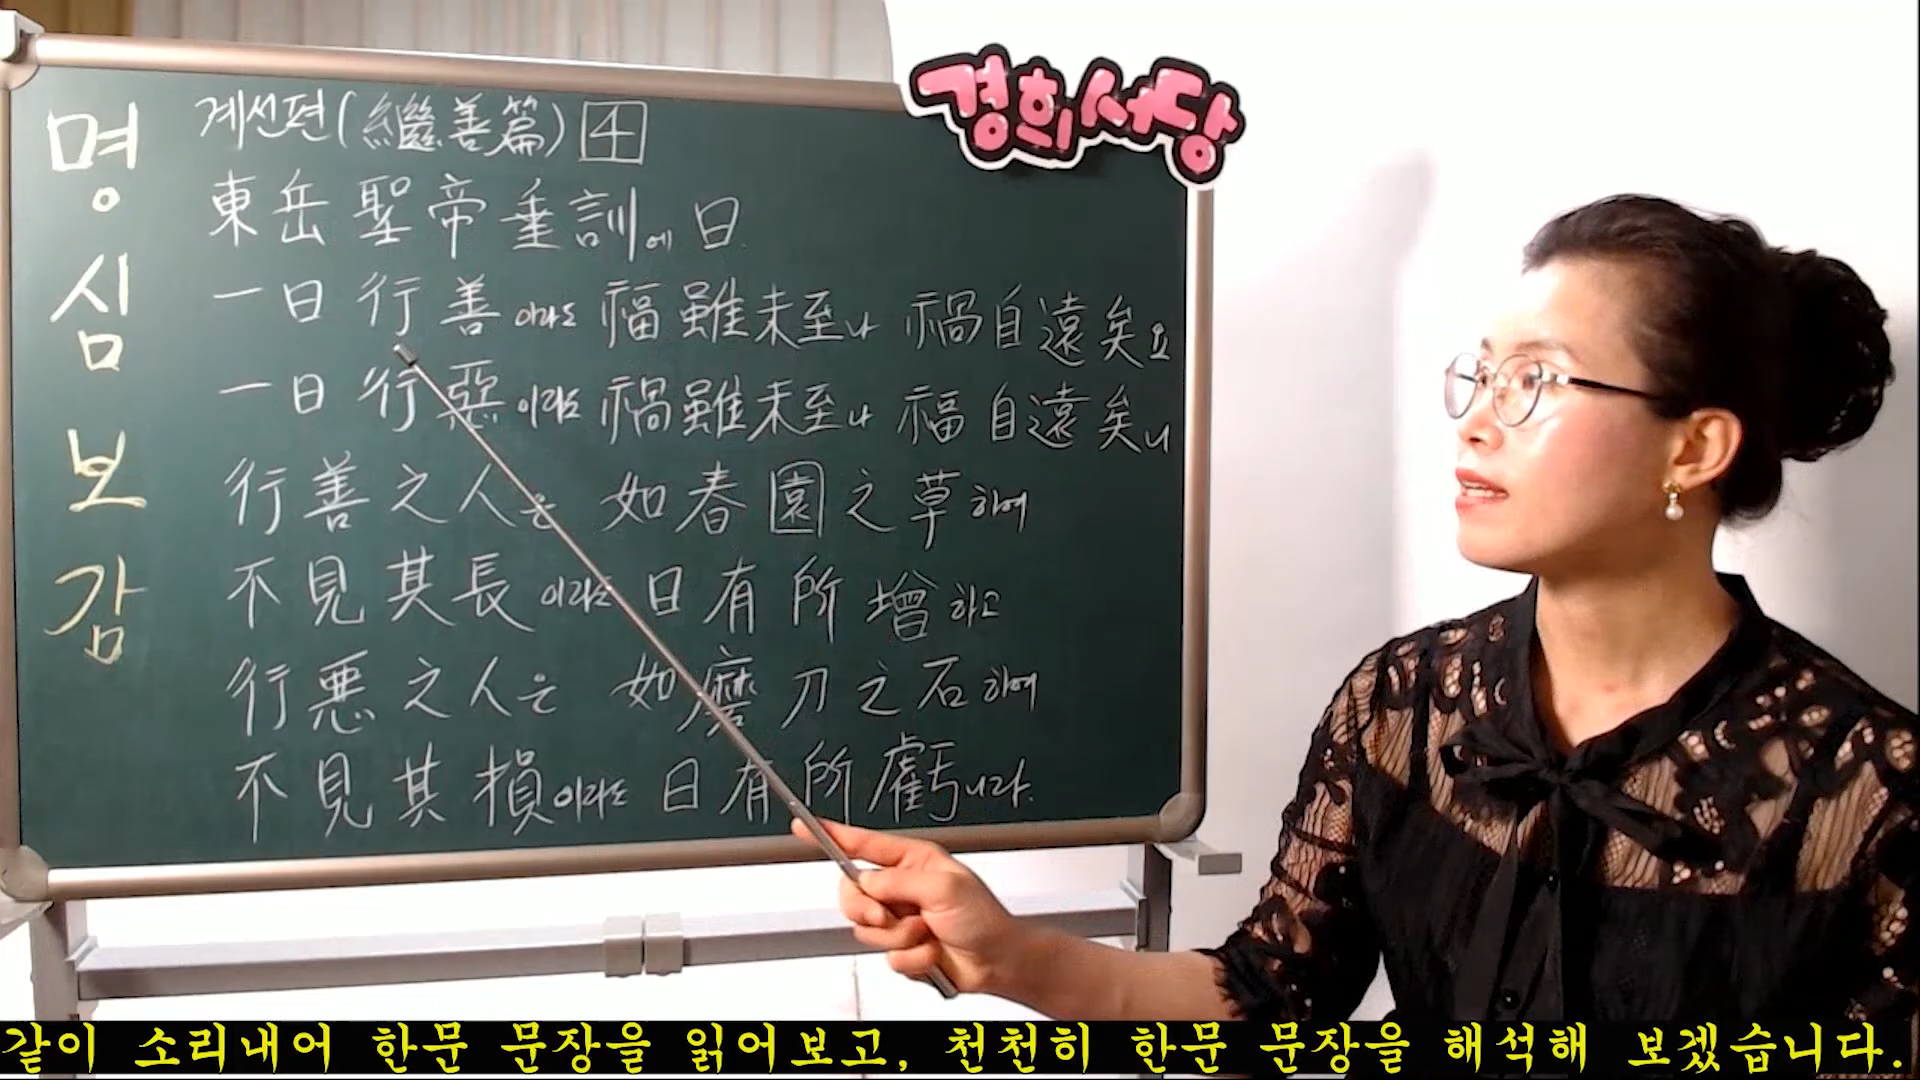 명심보감
계선편(繼善篇) 4
東岳聖帝垂訓에 曰
一日行善이라도 福雖未至나 禍自遠矣요
一日行惡이라도 禍雖未至나 福自遠矣니
行善之人은 如春園之草하여
不見其長이라도 日有所增하고
行悪之人은 如磨刀之石하여
不見其損이라도 日有所虧니라.
경희서당
같이 소리내어 한문 문장을 읽어보고, 천천히 한문 문장을 해석해 보겠습니다.